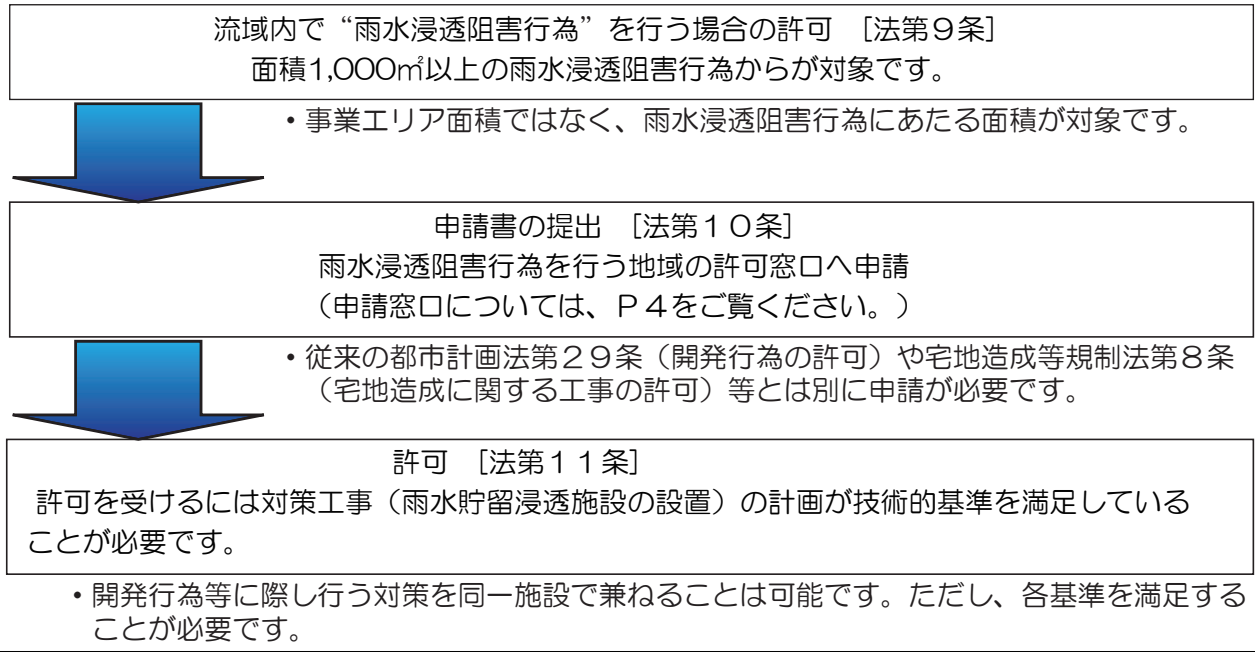 流域内で“雨水浸透阻害行為”を行う場合の許可　[法第９条]
面積1,000㎡以上の雨水浸透阻害行為からが対象です。
・事業エリア面積ではなく、雨水浸透阻害行為にあたる面積が対象です。
申請書の提出　[法第１０条]
雨水浸透阻害行為を行う地域の許可窓口へ申請
（申請窓口については、Ｐ４をご覧ください。）
・従来の都市計画法第２９条（開発行為の許可）や宅地造成等規制法第８条
（宅地造成に関する工事の許可）等とは別に申請が必要です。
許可　[法第１１条]
許可を受けるには対策工事（雨水貯留浸透施設の設置）の計画が技術的基準を満足している
ことが必要です。
・開発行為等に際し行う対策を同一施設で兼ねることは可能です。ただし、各基準を満足する
ことが必要です。